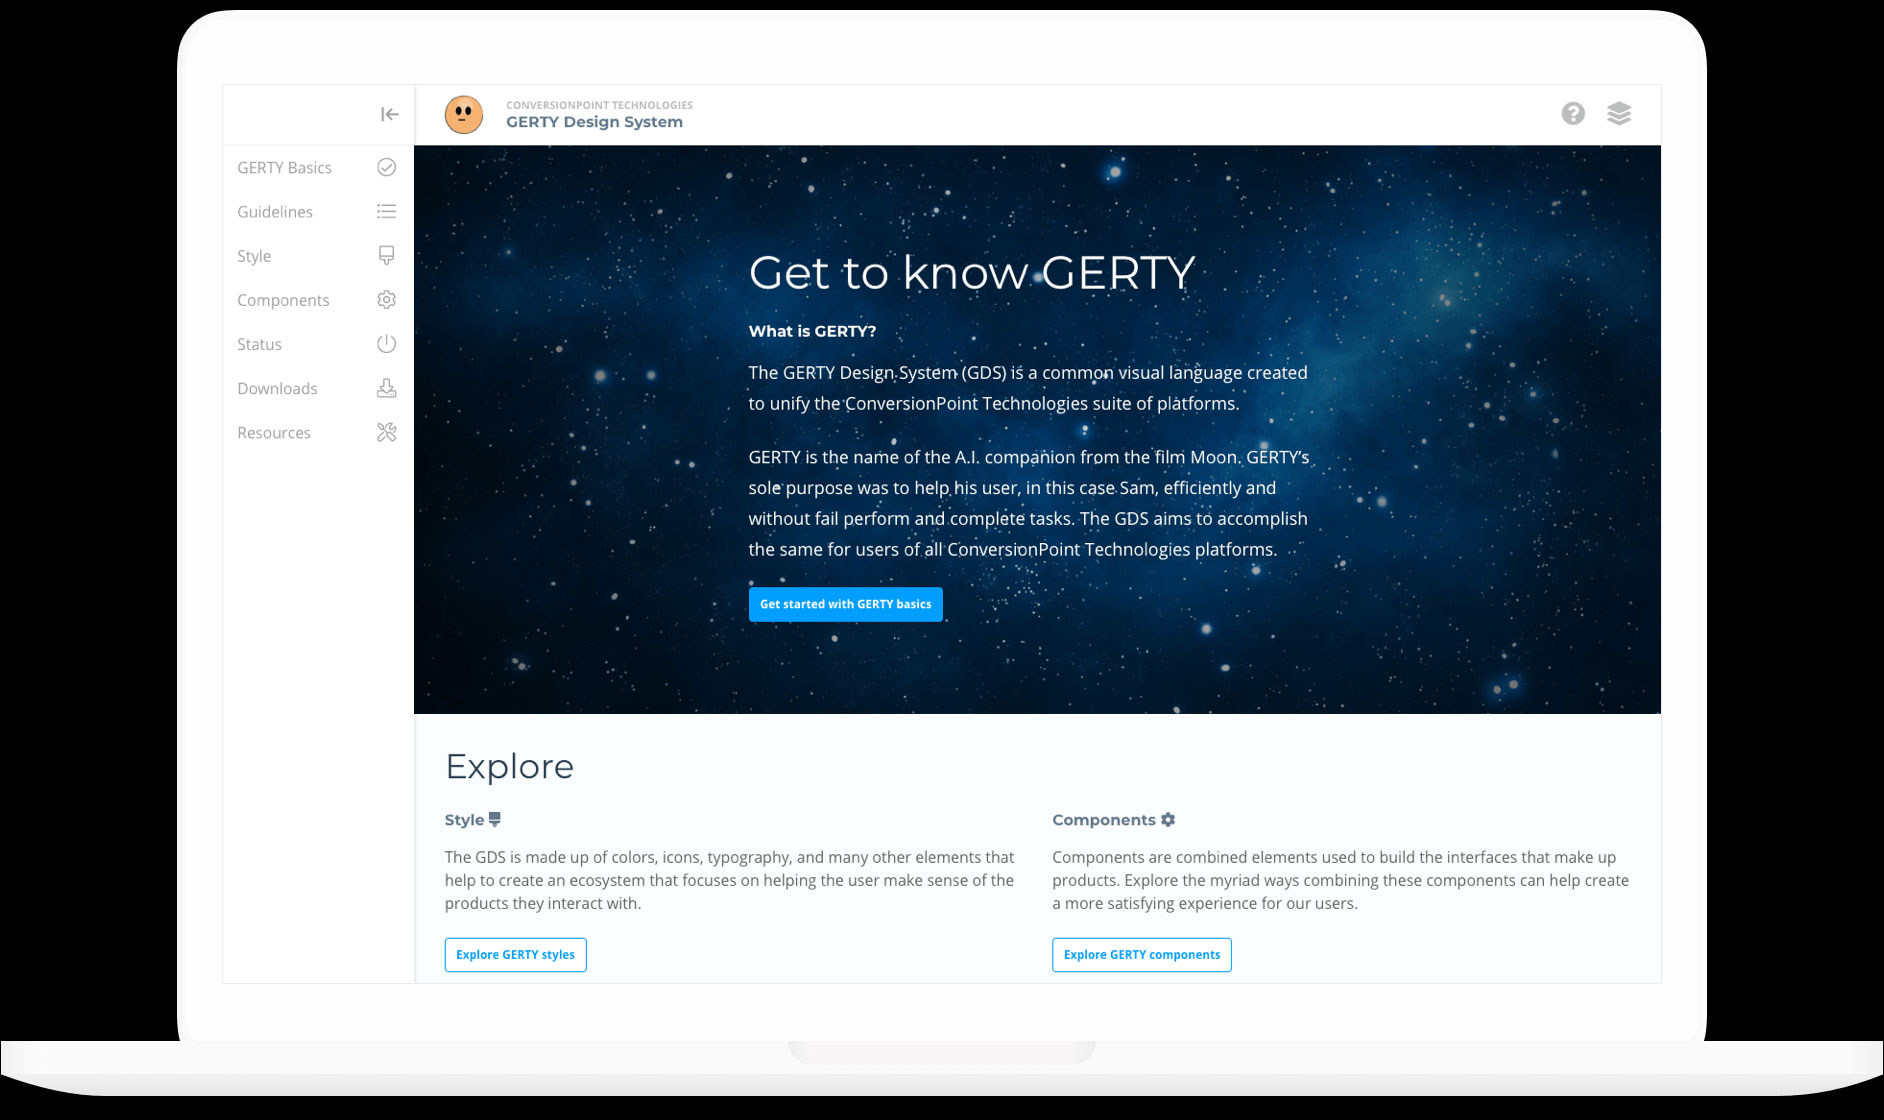 CONVERSIONPOINT TECHNOLOGIES
GERTY Design System
GERTY Basics
Guidelines
Style
Components
Status
Downloads
Resources
Get to know GERTY
What is GERTY?
The GERTY Design System (GDS) is a common visual language created
to unify the ConversionPoint Technologies suite of platforms.
GERTY is the name of the A.I. companion from the film Moon. GERTY’s
sole purpose was to help his user, in this case Sam, efficiently and
without fail perform and complete tasks. The GDS aims to accomplish
the same for users of all ConversionPoint Technologies platforms.
Get started with GERTY basics
Explore
Style
The GDS is made up of colors, icons, typography, and many other elements that
help to create an ecosystem that focuses on helping the user make sense of the
products they interact with.
Explore GERTY styles
Components
Components are combined elements used to build the interfaces that make up
products. Explore the myriad ways combining these components can help create
a more satisfying experience for our users.
Explore GERTY components